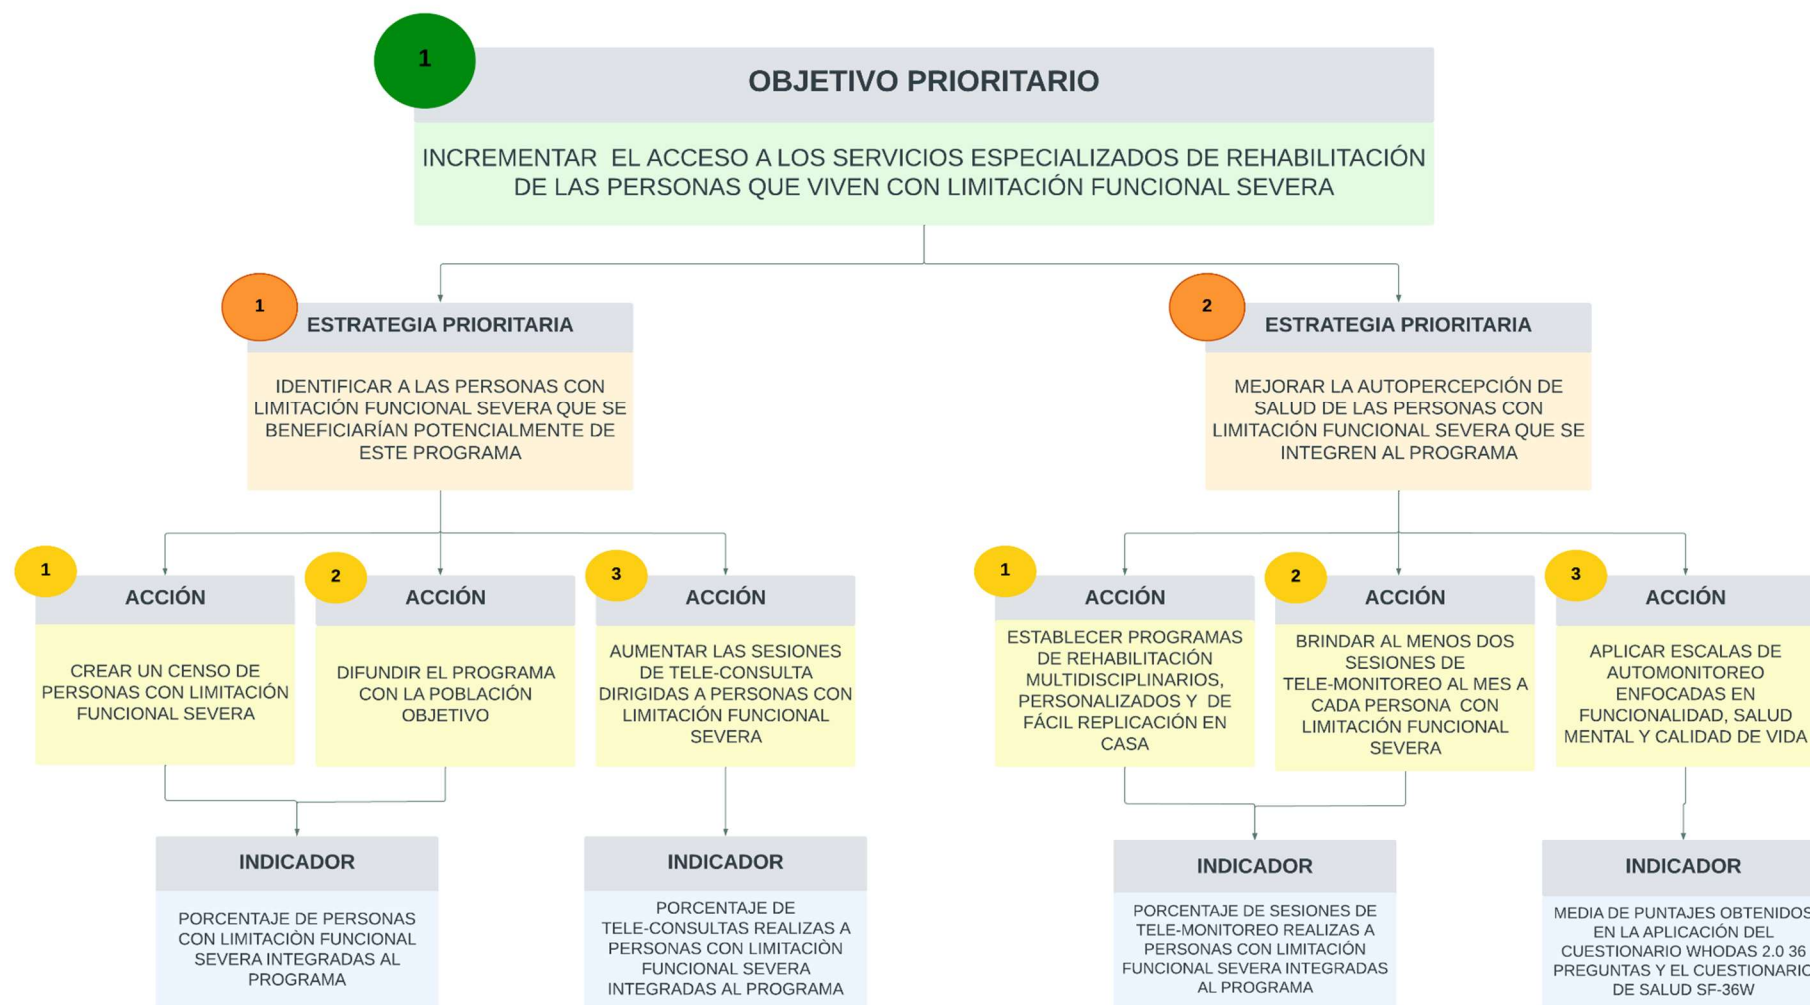 1
OBJETIVO PRIORITARIO
INCREMENTAR EL ACCESO A LOS SERVICIOS ESPECIALIZADOS DE REHABILITACIÓN
DE LAS PERSONAS QUE VIVEN CON LIMITACIÓN FUNCIONAL SEVERA
1
ESTRATEGIA PRIORITARIA
IDENTIFICAR A LAS PERSONAS CON
LIMITACIÓN FUNCIONAL SEVERA QUE SE
BENEFICIARÍAN POTENCIALMENTE DE
ESTE PROGRAMA
2
ESTRATEGIA PRIORITARIA
MEJORAR LA AUTOPERCEPCIÓN DE
SALUD DE LAS PERSONAS CON
LIMITACIÓN FUNCIONAL SEVERA QUE SE
INTEGREN AL PROGRAMA
1
ACCIÓN
CREAR UN CENSO DE
PERSONAS CON LIMITACIÓN
FUNCIONAL SEVERA
2
ACCIÓN
DIFUNDIR EL PROGRAMA
CON LA POBLACIÓN
OBJETIVO
3
ACCIÓN
AUMENTAR LAS SESIONES
DE TELE-CONSULTA
DIRIGIDAS A PERSONAS CON
LIMITACIÓN FUNCIONAL
SEVERA
1
ACCIÓN
ESTABLECER PROGRAMAS
DE REHABILITACIÓN
MULTIDISCIPLINARIOS,
PERSONALIZADOS Y DE
FÁCIL REPLICACIÓN EN
CASA
2
ACCIÓN
BRINDAR AL MENOS DOS
SESIONES DE
TELE-MONITOREO AL MES A
CADA PERSONA CON
LIMITACIÓN FUNCIONAL
SEVERA
3
ACCIÓN
APLICAR ESCALAS DE
AUTOMONITOREO
ENFOCADAS EN
FUNCIONALIDAD, SALUD
MENTAL Y CALIDAD DE VIDA
INDICADOR
PORCENTAJE DE PERSONAS
CON LIMITACIÒN FUNCIONAL
SEVERA INTEGRADAS AL
PROGRAMA
INDICADOR
PORCENTAJE DE
TELE-CONSULTAS REALIZAS A
PERSONAS CON LIMITACIÒN
FUNCIONAL SEVERA
INTEGRADAS AL PROGRAMA
INDICADOR
PORCENTAJE DE SESIONES DE
TELE-MONITOREO REALIZAS A
PERSONAS CON LIMITACIÓN
FUNCIONAL SEVERA INTEGRADAS
AL PROGRAMA
INDICADOR
MEDIA DE PUNTAJES OBTENIDOS
EN LA APLICACIÓN DEL
CUESTIONARIO WHODAS 2.0 36
PREGUNTAS Y EL CUESTIONARIO
DE SALUD SF-36W